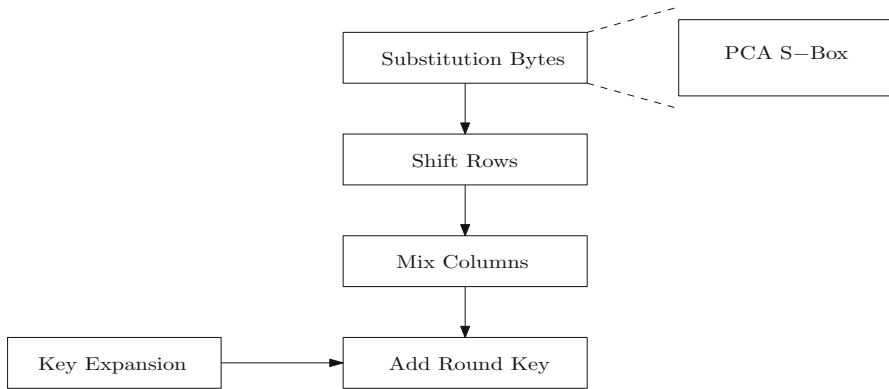 Substitution Bytes
PCA S−Box
Shift Rows
Mix Columns
Key Expansion
Add Round Key